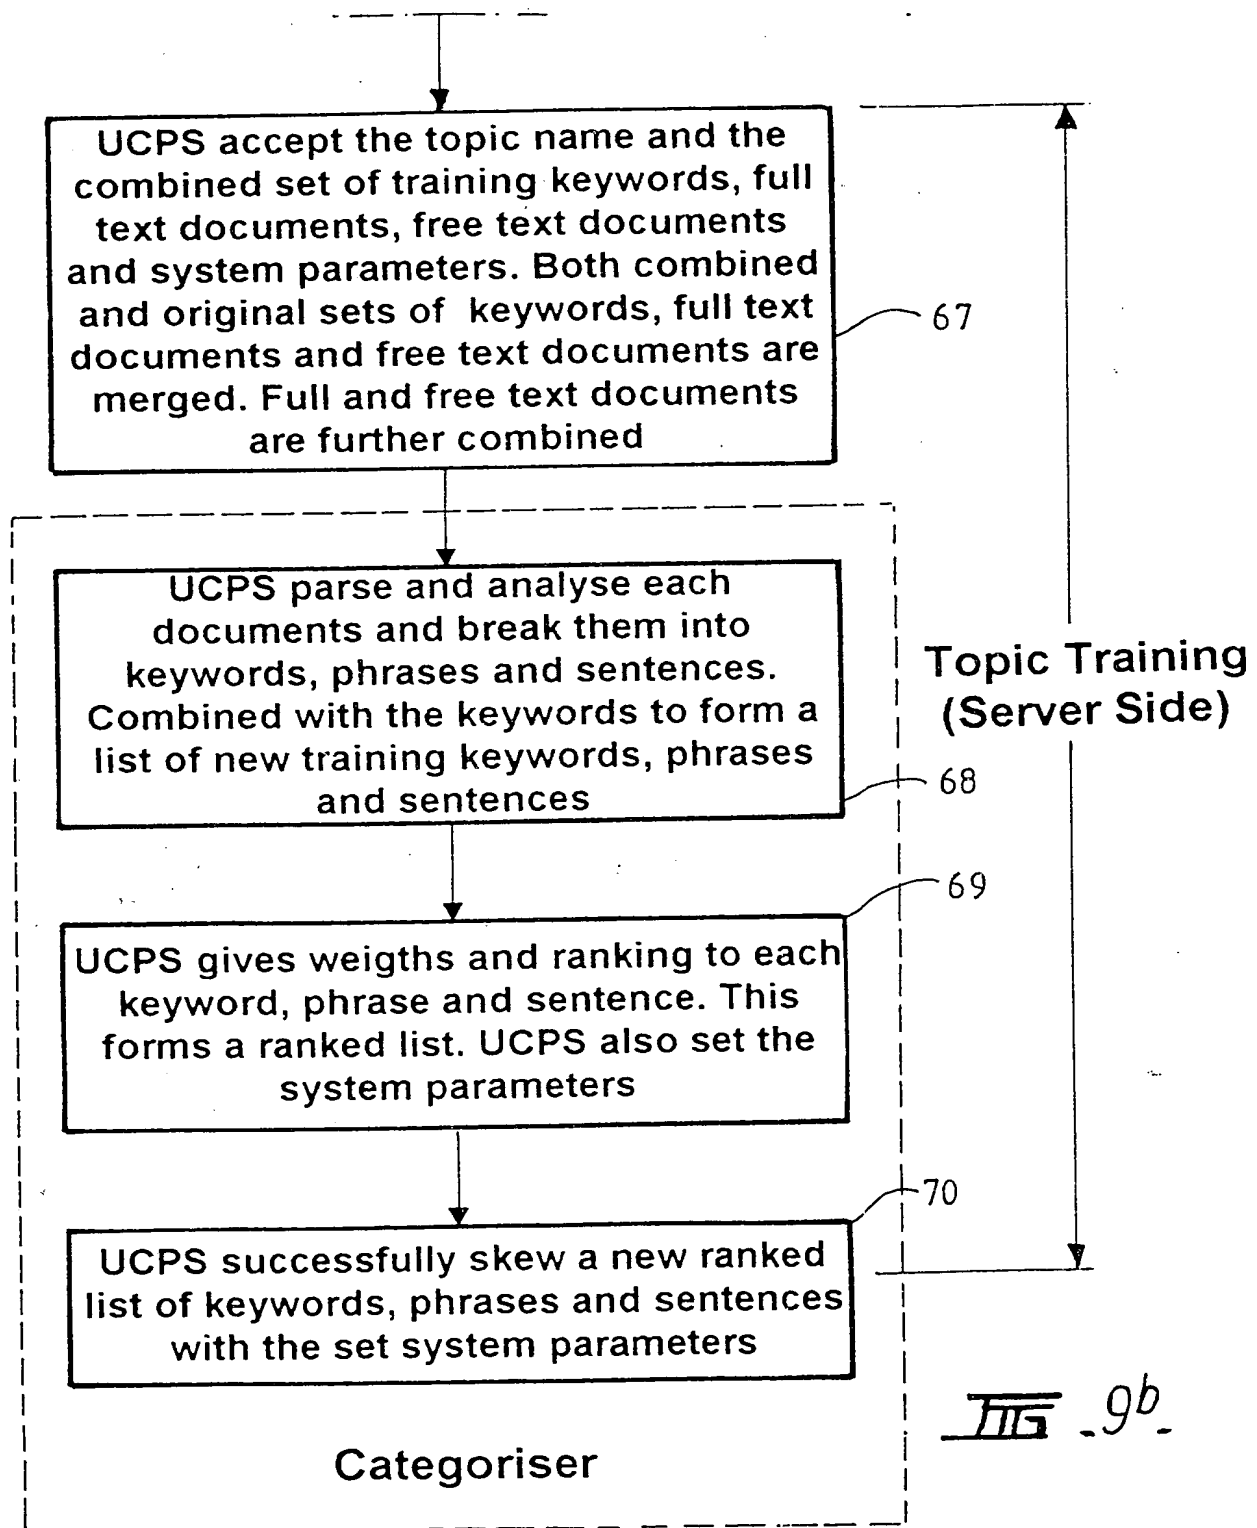 UCPS accept the topic name and the
combined set of training keywords, full
text documents, free text documents
and system parameters. Both combined
and original sets of keywords, full text
documents and free text documents are
merged. Full and free text documents
are further combined
67
UCPS parse and analyse each
documents and break them into
keywords, phrases and sentences.
Combined with the keywords to form a
list of new training keywords, phrases
and sentences
68
Topic Training
(Server Side)
69
UCPS gives weigths and ranking to each
keyword, phrase and sentence. This
forms a ranked list. UCPS also set the
system parameters
70
UCPS successfully skew a new ranked
list of keywords, phrases and sentences
with the set system parameters
Categoriser
FIG - 9b -